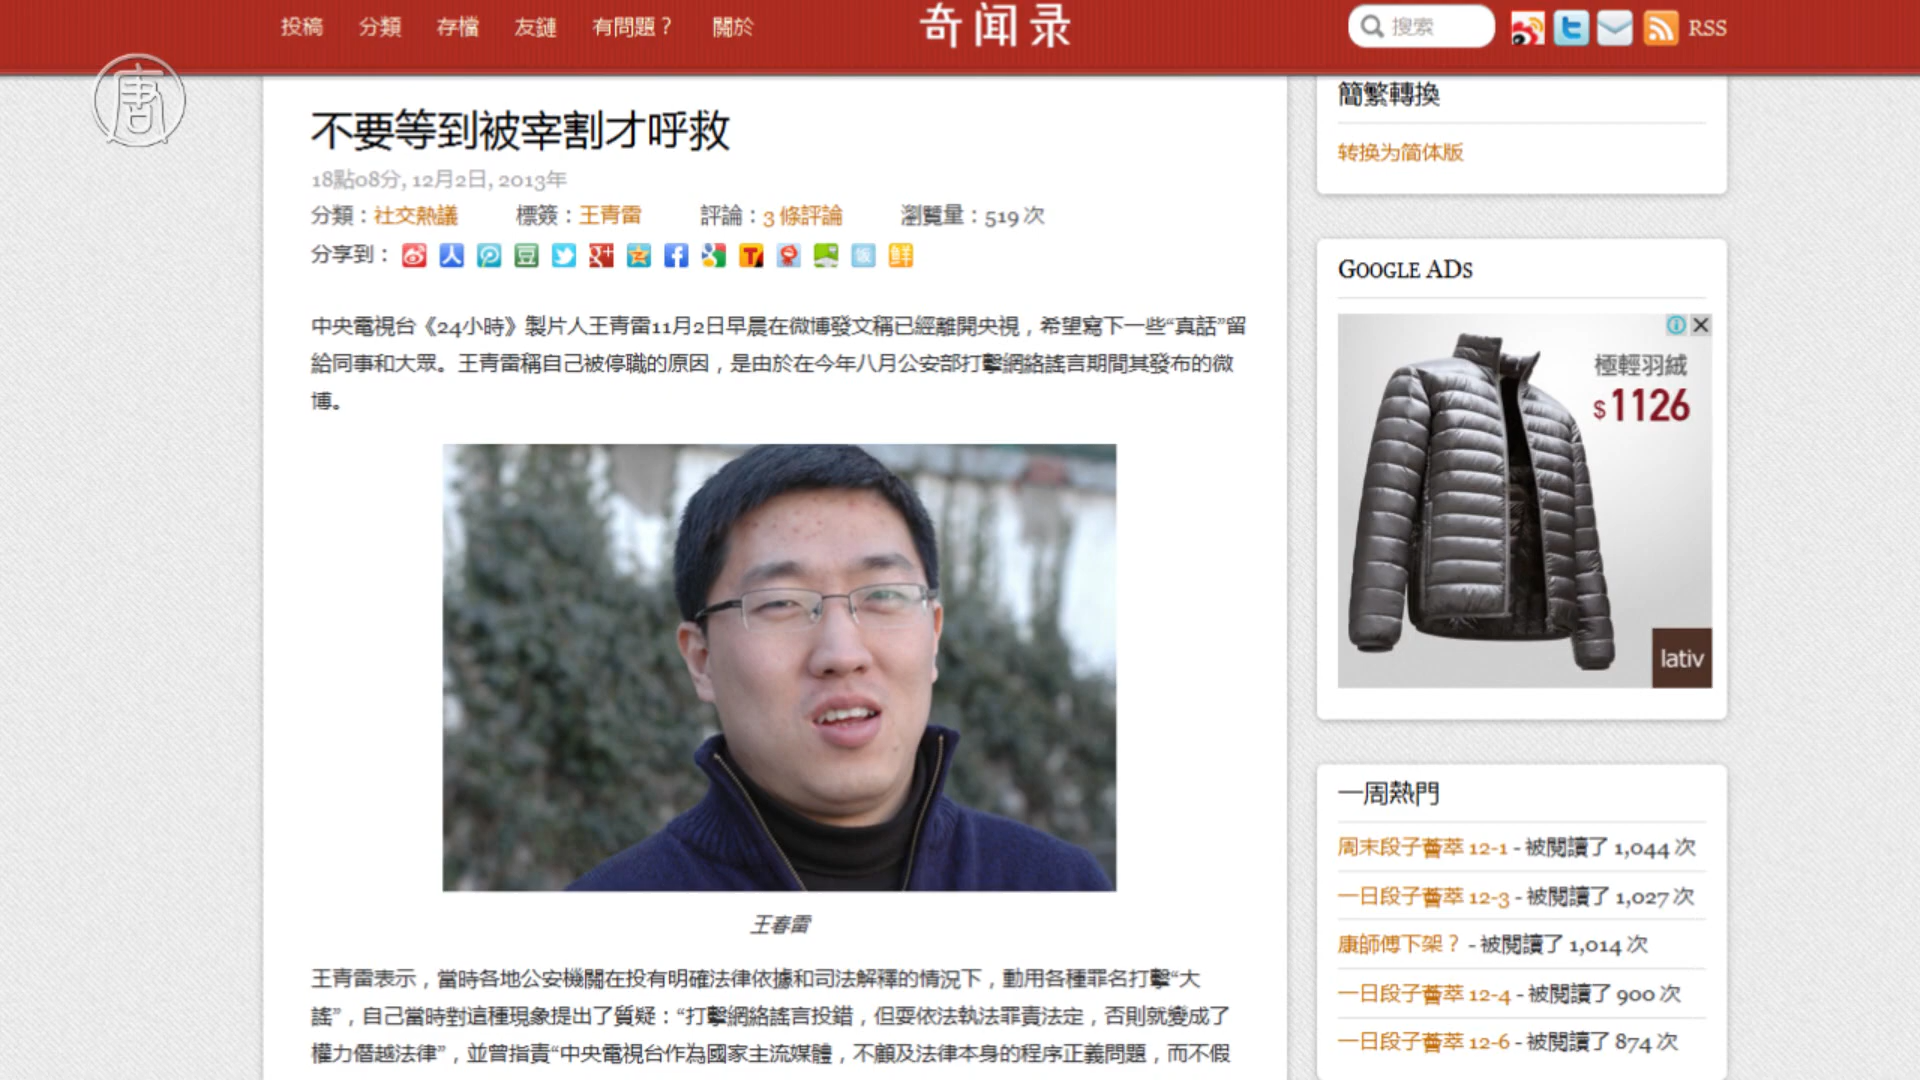 投稿 分類 存檔 友鏈 有問題？ 關於
奇闻录
搜索
RSS
唐
不要等到被宰割才呼救
18點08分, 12月2日, 2013年
分類：社交熱議 標簽：王青雷 評論：3 條評論 瀏覽量：519 次
分享到：
中央電視台《24小時》製片人王青雷11月2日早晨在微博發文稱已經離開央視，希望寫下一些“真話”留
給同事和大眾。王青雷稱自己被停職的原因，是由於在今年八月公安部打擊網絡謠言期間其發布的微
博。
王春雷
王青雷表示，當時各地公安機關在投有明確法律依據和司法解釋的情況下，動用各種罪名打擊“大
謠”，自己當時對這種現象提出了質疑：“打擊網絡謠言投錯，但耍依法執法罪責法定，否則就變成了
權力僭越法律”，並曾指責“中央電視台作為國家主流媒體，不顧及法律本身的程序正義問題，而不假
簡繁轉換
转换为简体版
GOOGLE ADS
極輕羽絨
$1126
lativ
一周熱門
周末段子薈萃 12-1 - 被閱讀了 1,044 次
一日段子薈萃 12-3 - 被閱讀了 1,027 次
康師傅下架？ - 被閱讀了 1,014 次
一日段子薈萃 12-4 - 被閱讀了 900 次
一日段子薈萃 12-6 - 被閱讀了 874 次